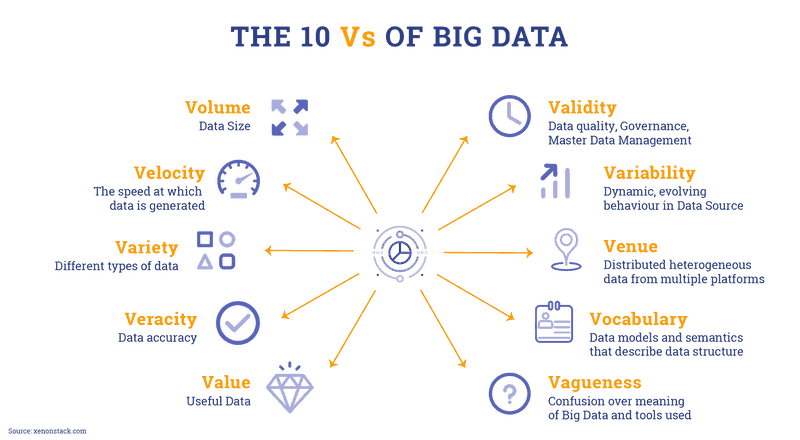 THE 10 Vs OF BIG DATA
Volume
Data Size
Velocity
The speed at which
data is generated
Variety
Different types of data
Veracity
Data accuracy
Value
Useful Data
Validity
Data quality, Governance,
Master Data Management
Variability
Dynamic, evolving
behaviour in Data Source
Venue
Distributed heterogeneous
data from multiple platforms
Vocabulary
Data models and semantics
that describe data structure
Vagueness
Confusion over meaning
of Big Data and tools used
Source: xenonstack.com